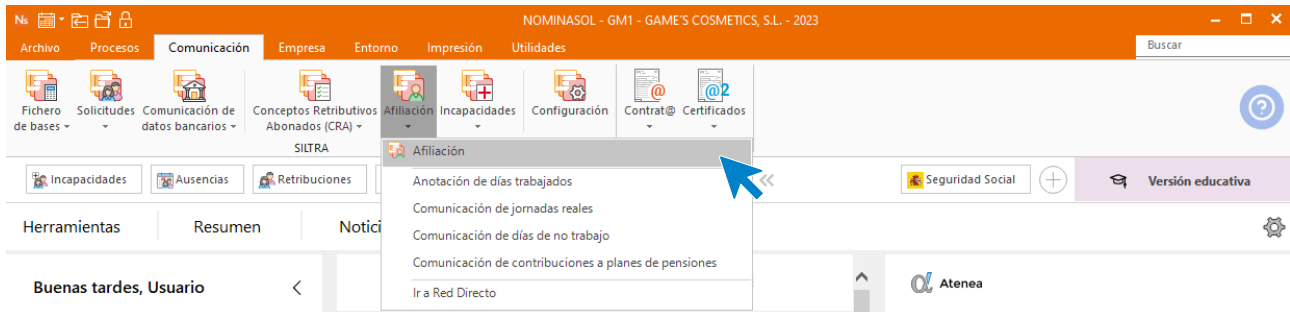 Ns NOMINASOL - GM1 - GAME'S COSMETICS, S.L. - 2023
Archivo Procesos Comunicación Empresa Entorno Impresión Utilidades Buscar
Fichero de bases
Solicitudes
Comunicación de datos bancarios
Conceptos Retributivos Abonados (CRA)
Afiliación
Incapacidades
Configuración
Contrat@
Certificados
@ @2
?
SILTRA
Afiliación
Anotación de días trabajados
Comunicación de jornadas reales
Comunicación de días de no trabajo
Comunicación de contribuciones a planes de pensiones
Ir a Red Directo
Incapacidades Ausencias Retribuciones Seguridad Social Versión educativa
Herramientas Resumen Notici
Buenas tardes, Usuario Atenea